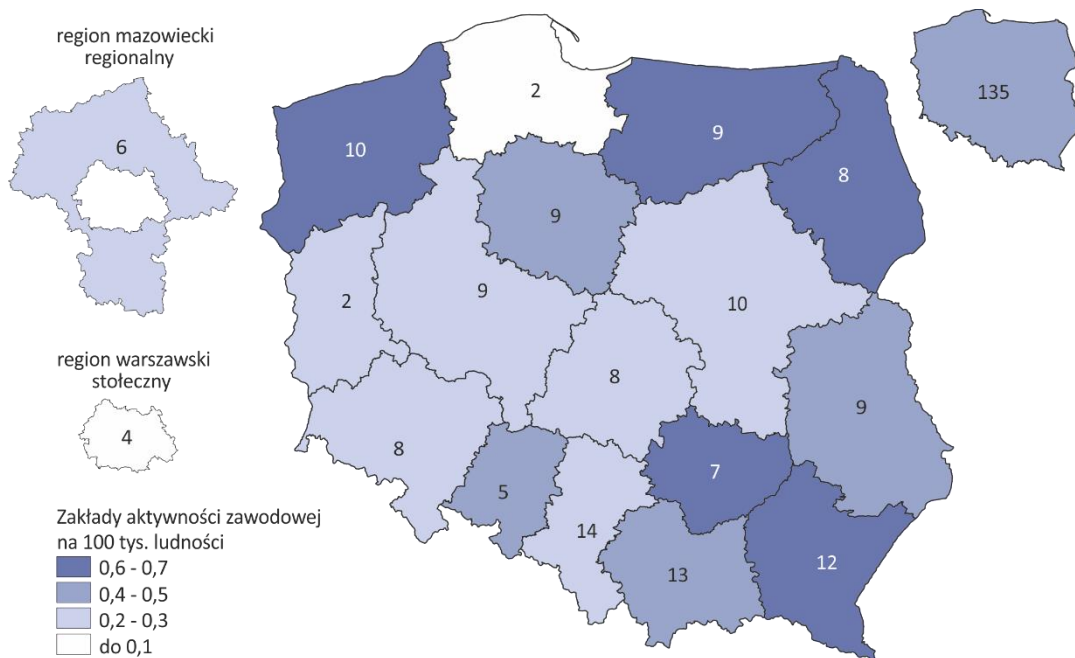 region mazowiecki
regionalny
6
region warszawski
stołeczny
4
Zakłady aktywności zawodowej
na 100 tys. ludności
0,6 - 0,7
0,4 - 0,5
0,2 - 0,3
do 0,1
2
10
9
8
9
2
9
10
8
9
8
5
7
14
13
12
135